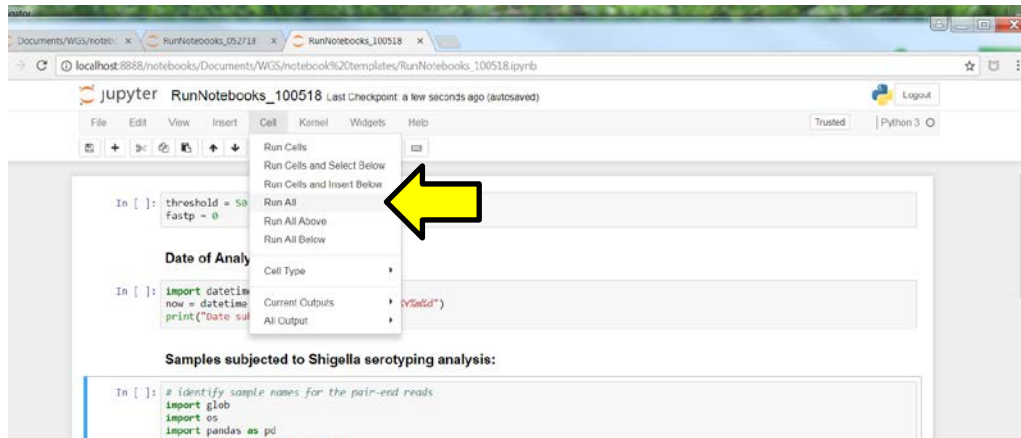 Documents/WGS/noteb
RunNotebooks_052718
RunNotebooks_100518
localhost:8888/notebooks/Documents/WGS/notebook%20templates/RunNotebooks_100518.ipynb
jupyter RunNotebooks_100518 Last Checkpoint: a few seconds ago (autosaved)
Logout
File Edit View Insert Cell Kernel Widgets Help
Trusted
Python 3
Run Cells
Run Cells and Select Below
Run Cells and Insert Below
Run All
Run All Above
Run All Below
Cell Type
Current Outputs
All Output
In [ ]: threshold = 50
fastp = 0
Date of Analy
In [ ]: import datetim
now = datetime
%Y%m%d")
print("Date su
Samples subjected to Shigella serotyping analysis:
In [ ]: # identify sample names for the pair-end reads
import glob
import os
import pandas as pd